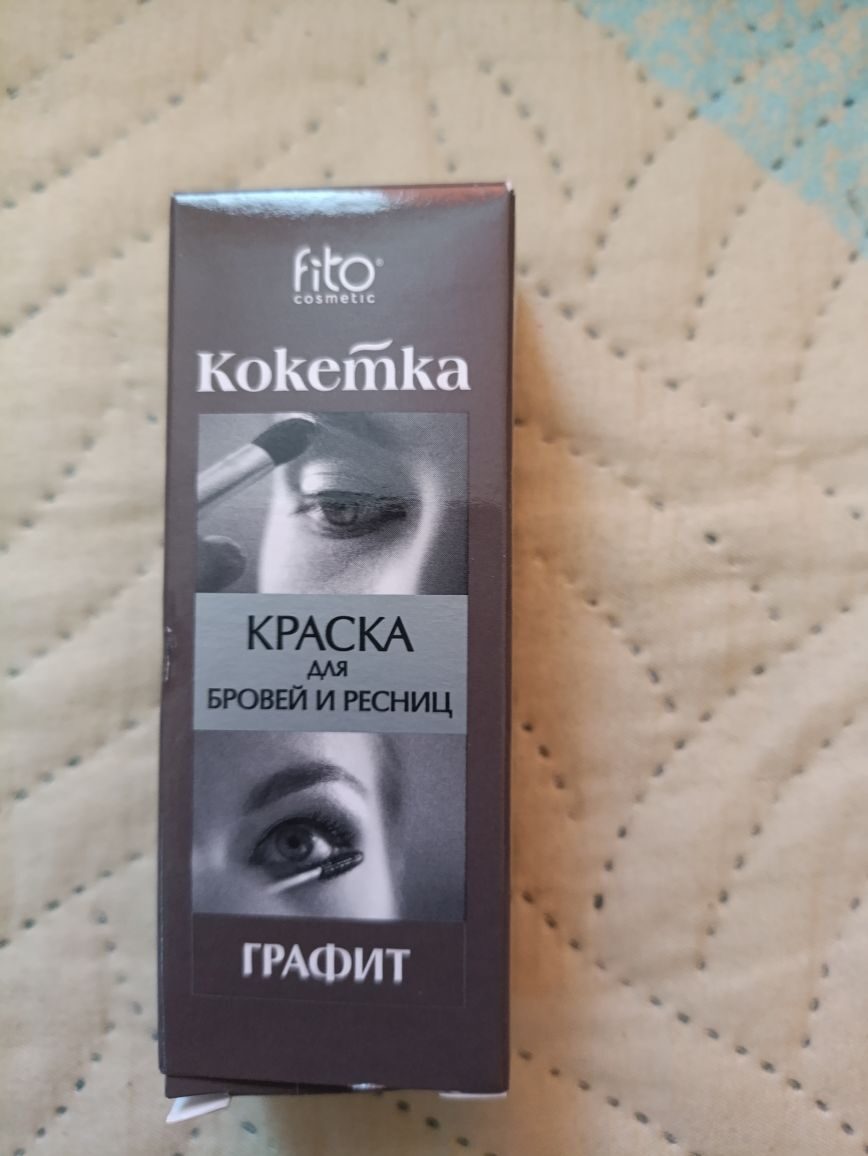 fito®
cosmetic
Кокетка
КРАСКА
ДЛЯ
БРОВЕЙ И РЕСНИЦ
ГРАФИТ